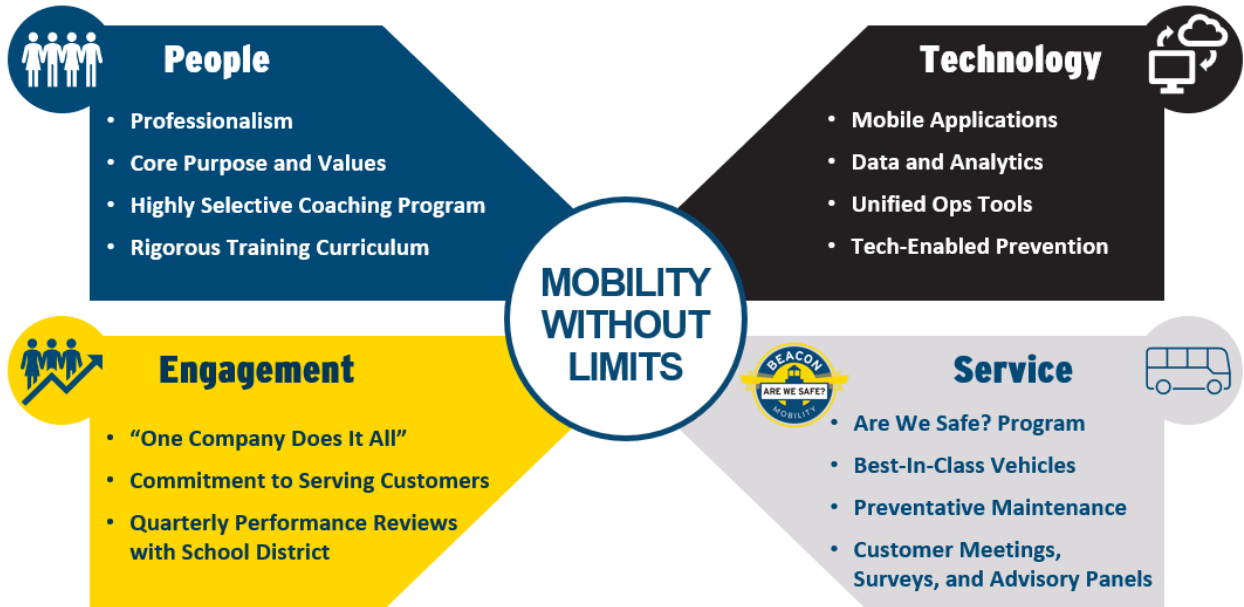 People
• Professionalism
• Core Purpose and Values
• Highly Selective Coaching Program
• Rigorous Training Curriculum
Technology
• Mobile Applications
• Data and Analytics
• Unified Ops Tools
• Tech-Enabled Prevention
MOBILITY
WITHOUT
LIMITS
Engagement
• “One Company Does It All”
• Commitment to Serving Customers
• Quarterly Performance Reviews
with School District
BEACON
ARE WE SAFE?
MOBILITY
Service
• Are We Safe? Program
• Best-In-Class Vehicles
• Preventative Maintenance
• Customer Meetings,
Surveys, and Advisory Panels